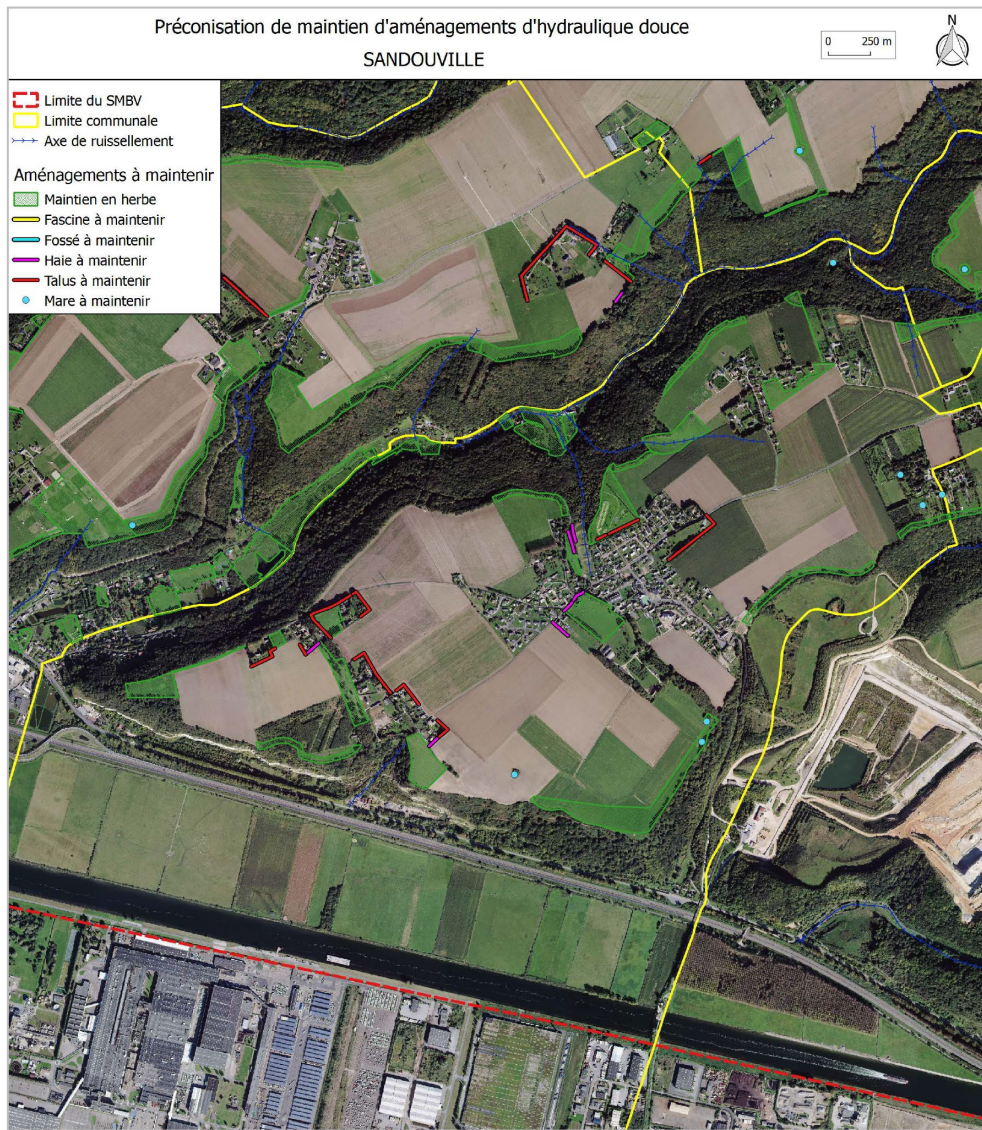 Préconisation de maintien d'aménagements d'hydraulique douce
SANDOUVILLE
0 250 m
N
Limite du SMBV
Limite communale
Axe de ruissellement
Aménagements à maintenir
Maintien en herbe
Fascine à maintenir
Fossé à maintenir
Haie à maintenir
Talus à maintenir
Mare à maintenir